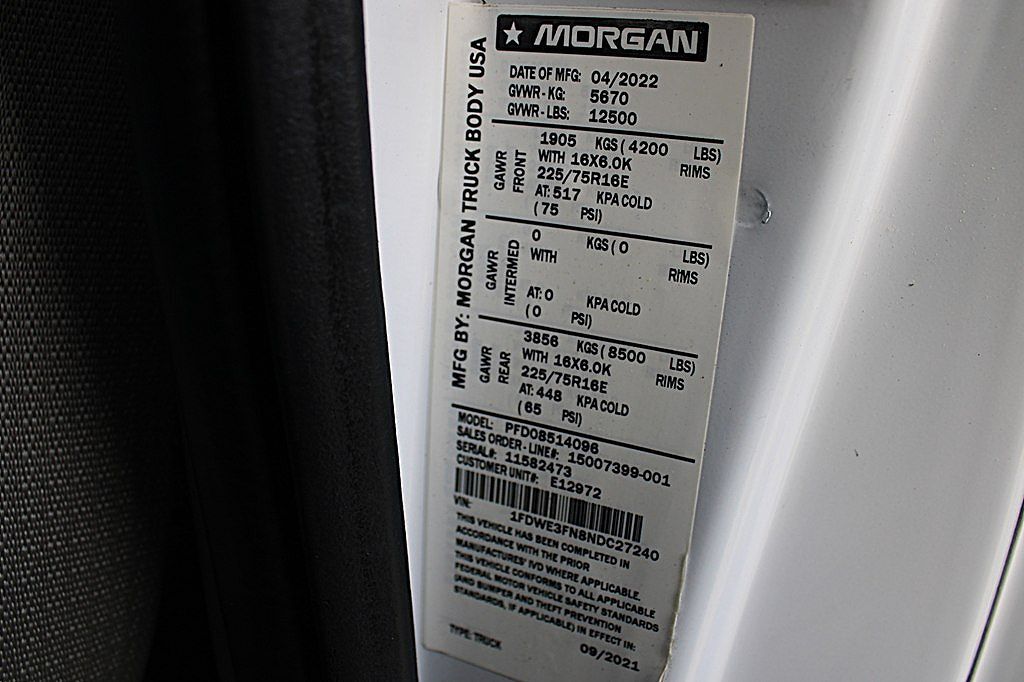 MORGAN
MFG BY: MORGAN TRUCK BODY USA
DATE OF MFG: 04/2022
GVWR - KG: 5670
GVWR - LBS: 12500
GAWR FRONT
1905 KGS ( 4200 LBS)
WITH 16X6.0K RIMS
225/75R16E
AT: 517 KPA COLD
( 75 PSI)
GAWR INTERMED
0 KGS ( 0 LBS)
WITH RIMS
AT: 0 KPA COLD
( 0 PSI)
GAWR REAR
3856 KGS ( 8500 LBS)
WITH 16X6.0K RIMS
225/75R16E
AT: 448 KPA COLD
( 65 PSI)
MODEL: PFD08514096
SALES ORDER - LINE#: 15007399-001
SERIAL#: 11582473
CUSTOMER UNIT#: E12972
VIN: 1FDWE3FN8NDC27240
THIS VEHICLE HAS BEEN COMPLETED IN
ACCORDANCE WITH THE PRIOR
MANUFACTURES' IVD WHERE APPLICABLE.
THIS VEHICLE CONFORMS TO ALL APPLICABLE
FEDERAL MOTOR VEHICLE SAFETY STANDARDS
(AND BUMPER AND THEFT PREVENTION
STANDARDS, IF APPLICABLE) IN EFFECT IN:
09/2021
TYPE: TRUCK